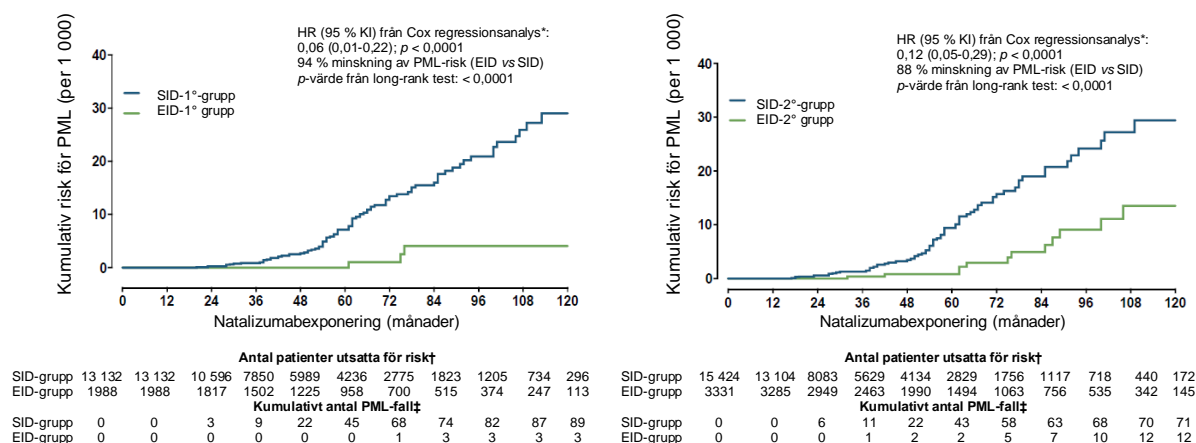 HR (95 % KI) från Cox regressionsanalys*:
0,06 (0,01-0,22); p < 0,0001
94 % minskning av PML-risk (EID vs SID)
p-värde från long-rank test: < 0,0001
Kumulativ risk för PML (per 1 000)
40
30
20
10
0
SID-1°-grupp
EID-1° grupp
0 12 24 36 48 60 72 84 96 108 120
Natalizumabexponering (månader)
Antal patienter utsatta för risk†
SID-grupp 13 132 13 132 10 596 7850 5989 4236 2775 1823 1205 734 296
EID-grupp 1988 1988 1817 1502 1225 958 700 515 374 247 113
Kumulativt antal PML-fall‡
SID-grupp 0 0 3 9 22 45 68 74 82 87 89
EID-grupp 0 0 0 0 0 0 1 3 3 3 3
HR (95 % KI) från Cox regressionsanalys*:
0,12 (0,05-0,29); p < 0,0001
88 % minskning av PML-risk (EID vs SID)
p-värde från long-rank test: < 0,0001
Kumulativ risk för PML (per 1 000)
40
30
20
10
0
SID-2°-grupp
EID-2° grupp
0 12 24 36 48 60 72 84 96 108 120
Natalizumabexponering (månader)
Antal patienter utsatta för risk†
SID-grupp 15 424 13 104 8083 5629 4134 2829 1756 1117 718 440 172
EID-grupp 3331 3285 2949 2463 1990 1494 1063 756 535 342 145
Kumulativt antal PML-fall‡
SID-grupp 0 0 6 11 22 43 58 63 68 70 71
EID-grupp 0 0 0 1 2 2 5 7 10 12 12